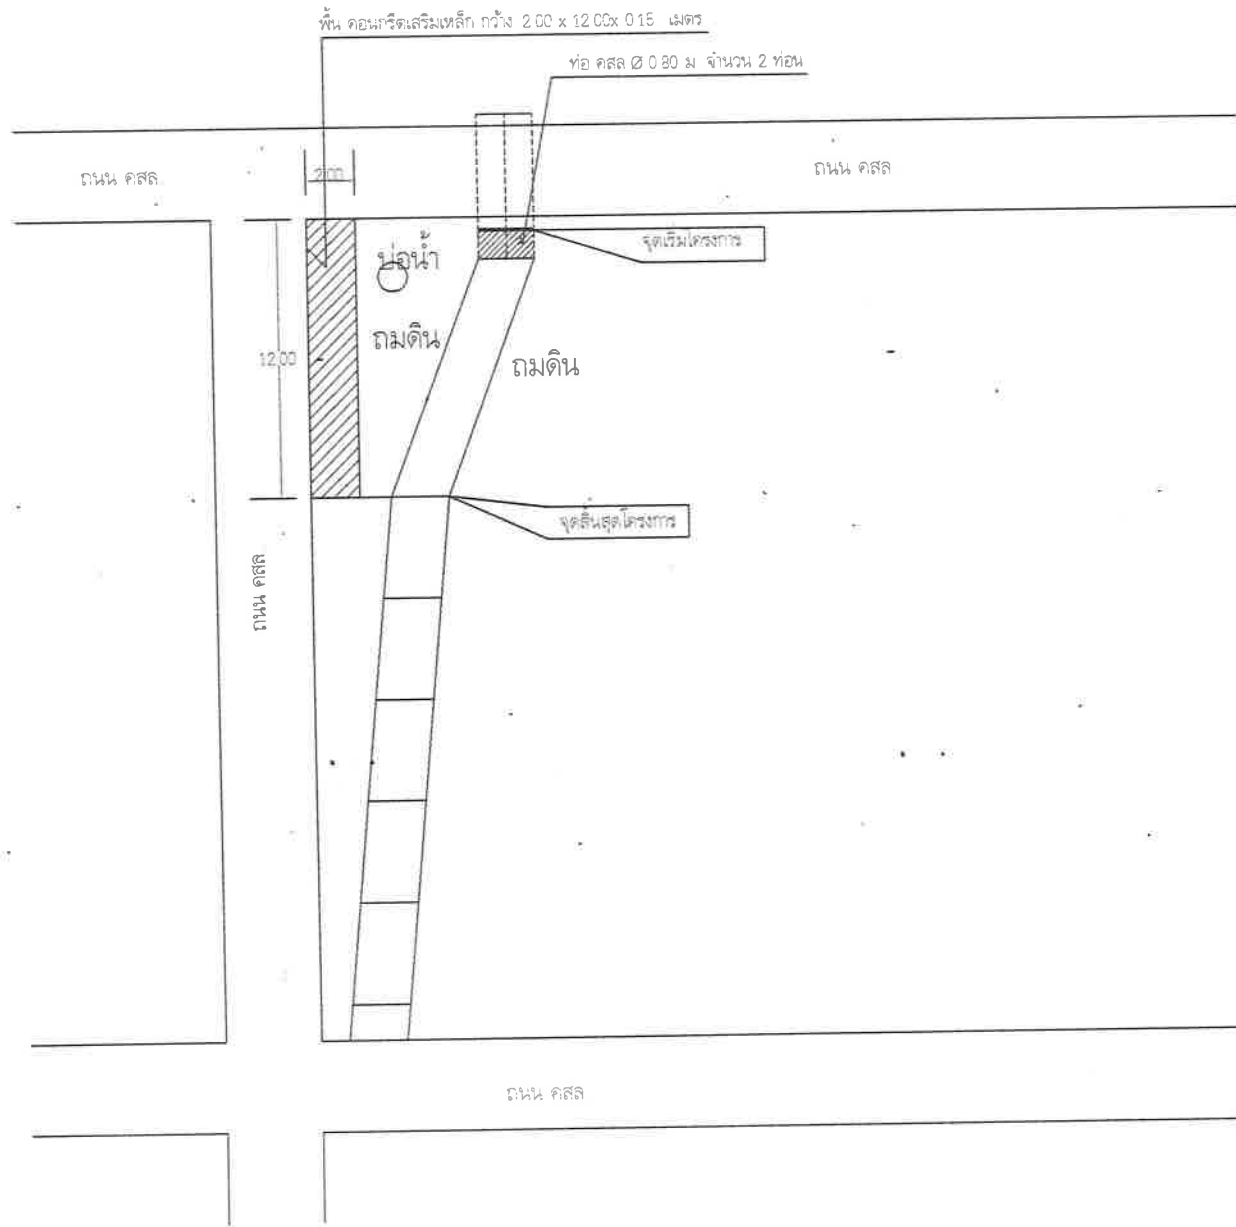 พื้น คอนกรีตเสริมเหล็ก กว้าง 2.00 x 12.00x 0.15 เมตร
ท่อ คสล Ø 0.80 ม จำนวน 2 ท่อน
ถนน คสล
2.00
ถนน คสล
จุดเริ่มโครงการ
บ่อน้ำ
ถมดิน
12.00
ถมดิน
จุดสิ้นสุดโครงการ
ถนน คสล
ถนน คสล